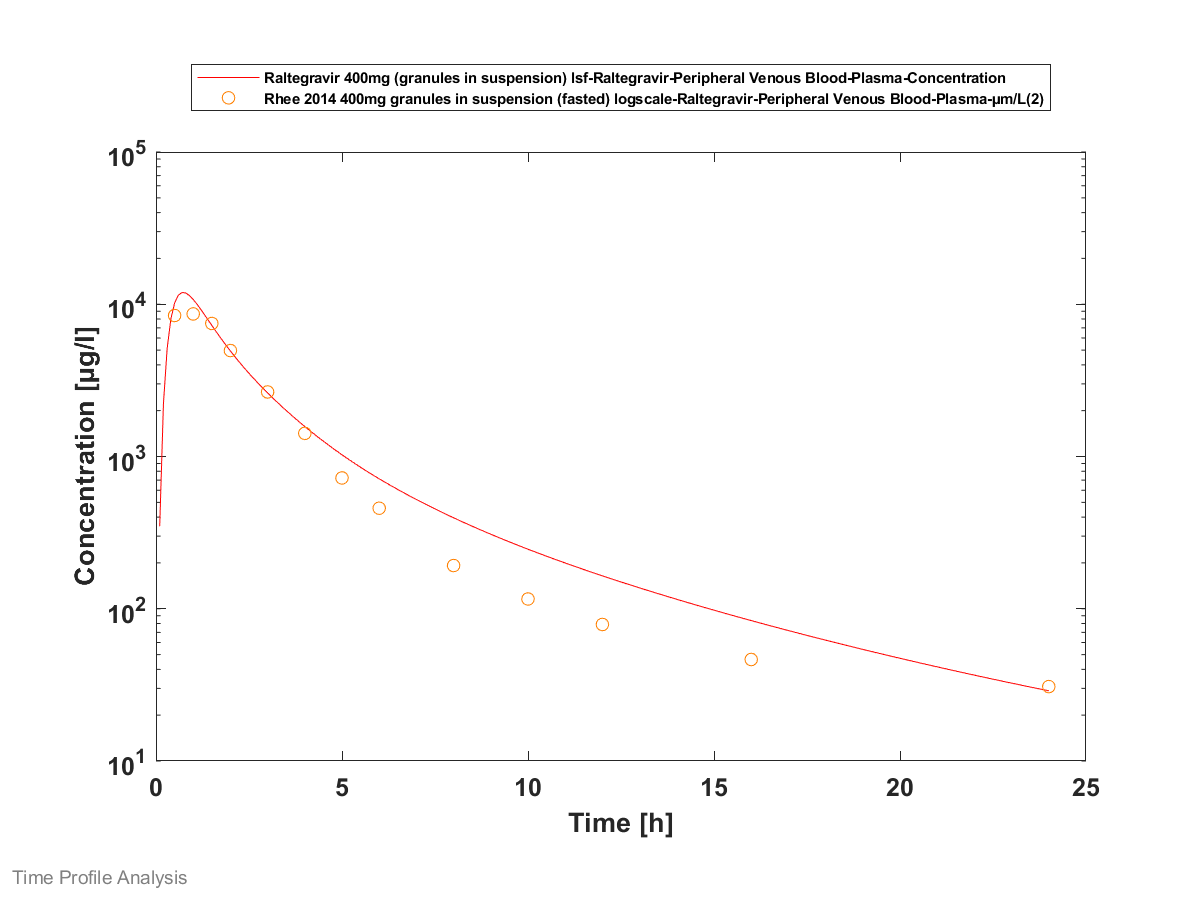 Raltegravir 400mg (granules in suspension) lsf-Raltegravir-Peripheral Venous Blood-Plasma-Concentration
Rhee 2014 400mg granules in suspension (fasted) logscale-Raltegravir-Peripheral Venous Blood-Plasma-µm/L(2)
10^5
10^4
10^3
10^2
10^1
Concentration [µg/l]
0 5 10 15 20 25
Time [h]
Time Profile Analysis